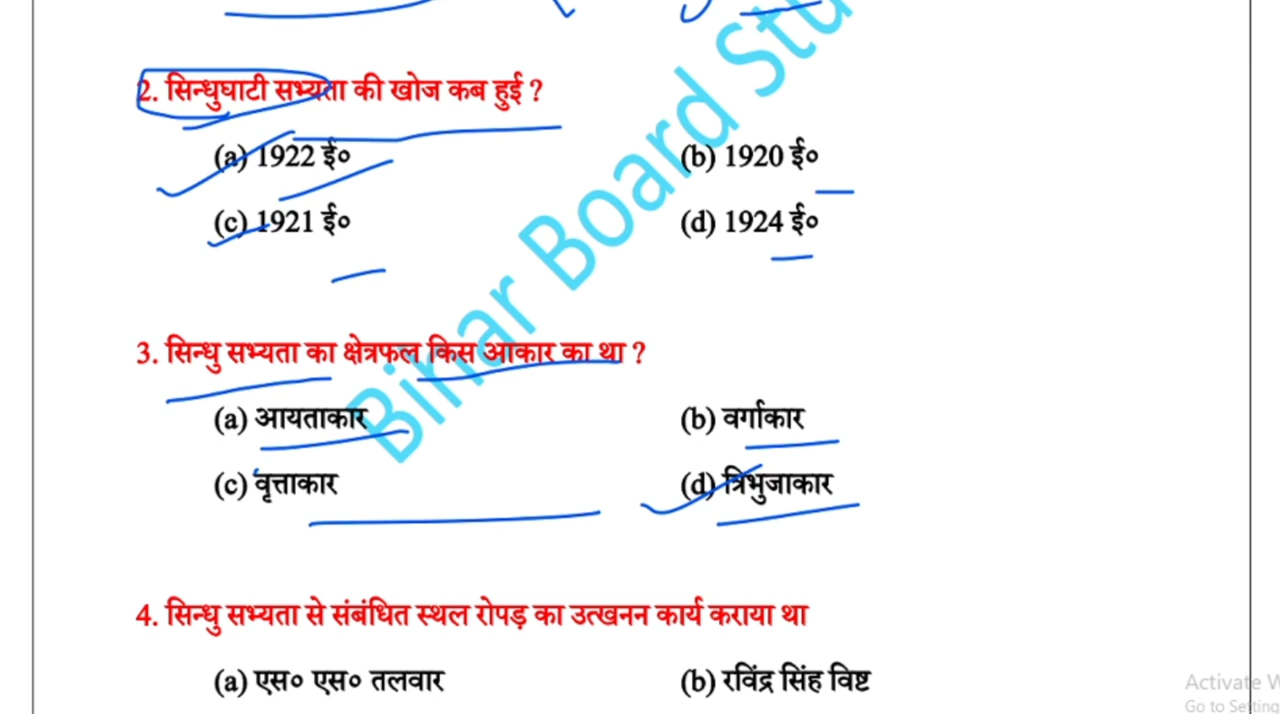 2. सिन्धुघाटी सभ्यता की खोज कब हुई ?
(a) 1922 ई०
(b) 1920 ई०
(c) 1921 ई०
(d) 1924 ई०
3. सिन्धु सभ्यता का क्षेत्रफल किस आकार का था ?
(a) आयताकार
(b) वर्गाकार
(c) वृत्ताकार
(d) त्रिभुजाकार
4. सिन्धु सभ्यता से संबंधित स्थल रोपड़ का उत्खनन कार्य कराया था
(a) एस० एस० तलवार
(b) रविंद्र सिंह विष्ट
Bihar Board Stu
Activate W
Go to Setting